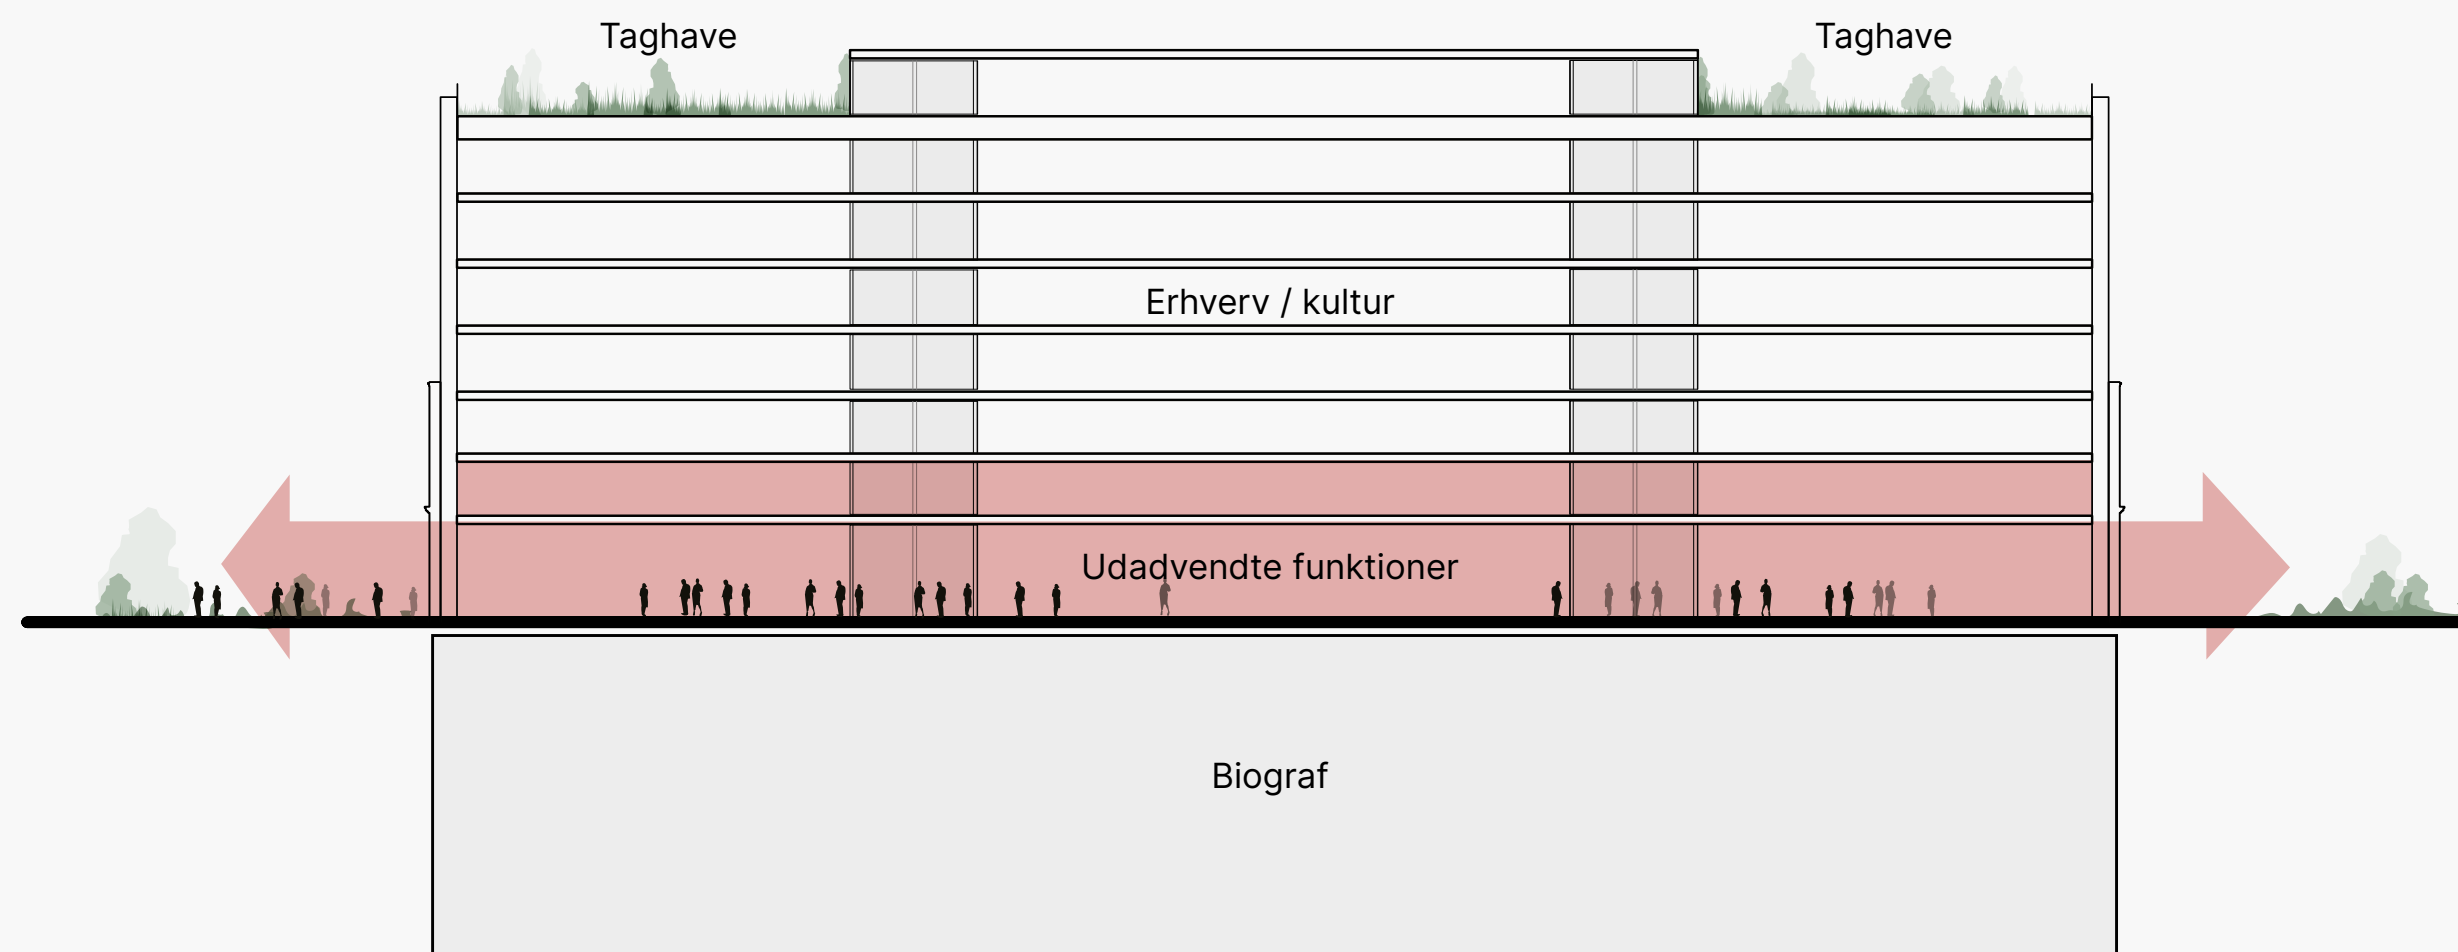 Taghave
Taghave
Erhverv / kultur
Udadvendte funktioner
Biograf